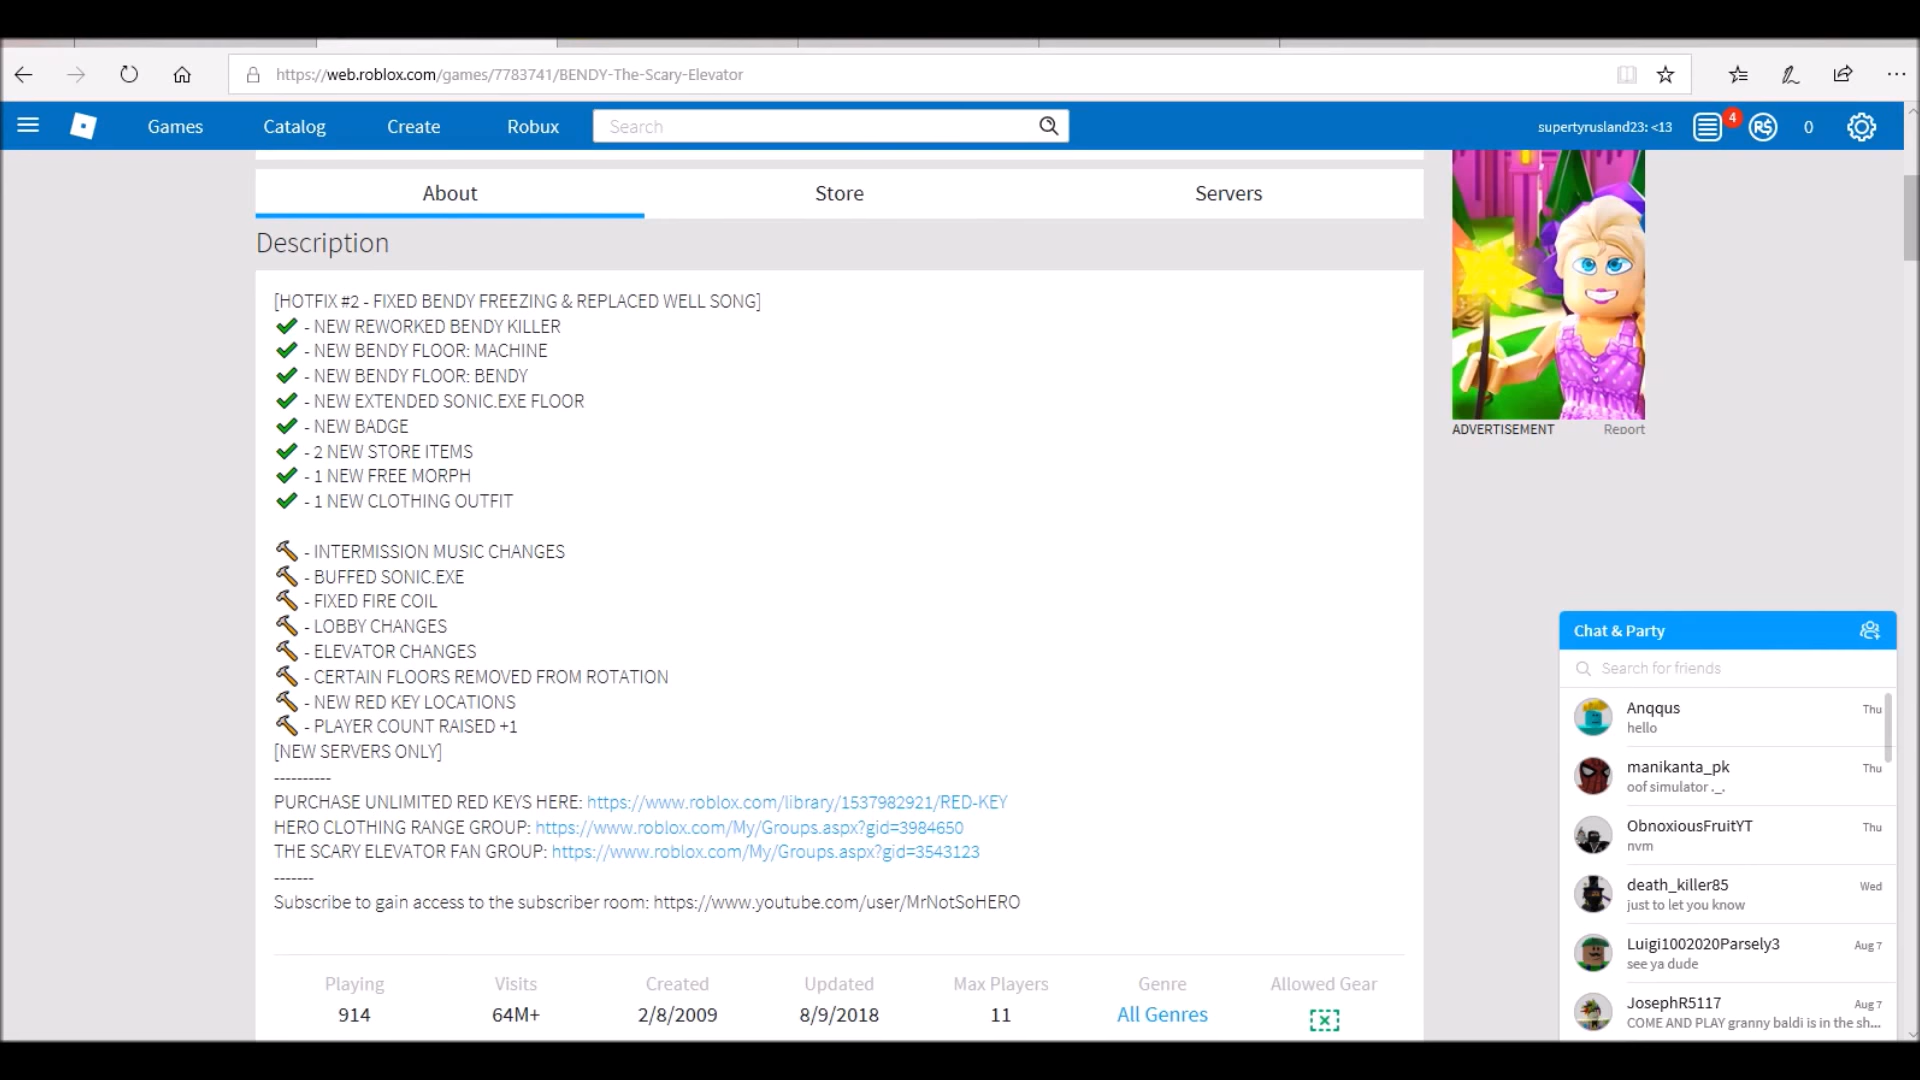 https://web.roblox.com/games/7783741/BENDY-The-Scary-Elevator
Games
Catalog
Create
Robux
Search
supertyrusland23: <13
4
R$
0
About
Store
Servers
Description
[HOTFIX #2 - FIXED BENDY FREEZING & REPLACED WELL SONG]
✔ - NEW REWORKED BENDY KILLER
✔ - NEW BENDY FLOOR: MACHINE
✔ - NEW BENDY FLOOR: BENDY
✔ - NEW EXTENDED SONIC.EXE FLOOR
✔ - NEW BADGE
✔ - 2 NEW STORE ITEMS
✔ - 1 NEW FREE MORPH
✔ - 1 NEW CLOTHING OUTFIT
🔨 - INTERMISSION MUSIC CHANGES
🔨 - BUFFED SONIC.EXE
🔨 - FIXED FIRE COIL
🔨 - LOBBY CHANGES
🔨 - ELEVATOR CHANGES
🔨 - CERTAIN FLOORS REMOVED FROM ROTATION
🔨 - NEW RED KEY LOCATIONS
🔨 - PLAYER COUNT RAISED +1
[NEW SERVERS ONLY]
----------
PURCHASE UNLIMITED RED KEYS HERE: https://www.roblox.com/library/1537982921/RED-KEY
HERO CLOTHING RANGE GROUP: https://www.roblox.com/My/Groups.aspx?gid=3984650
THE SCARY ELEVATOR FAN GROUP: https://www.roblox.com/My/Groups.aspx?gid=3543123
-------
Subscribe to gain access to the subscriber room: https://www.youtube.com/user/MrNotSoHERO
Playing
Visits
Created
Updated
Max Players
Genre
Allowed Gear
914
64M+
2/8/2009
8/9/2018
11
All Genres
ADVERTISEMENT
Report
Chat & Party
Search for friends
Anqqus
Thu
hello
manikanta_pk
Thu
oof simulator ._.
ObnoxiousFruitYT
Thu
nvm
death_killer85
Wed
just to let you know
Luigi1002020Parsely3
Aug 7
see ya dude
JosephR5117
Aug 7
COME AND PLAY granny baldi is in the sh...